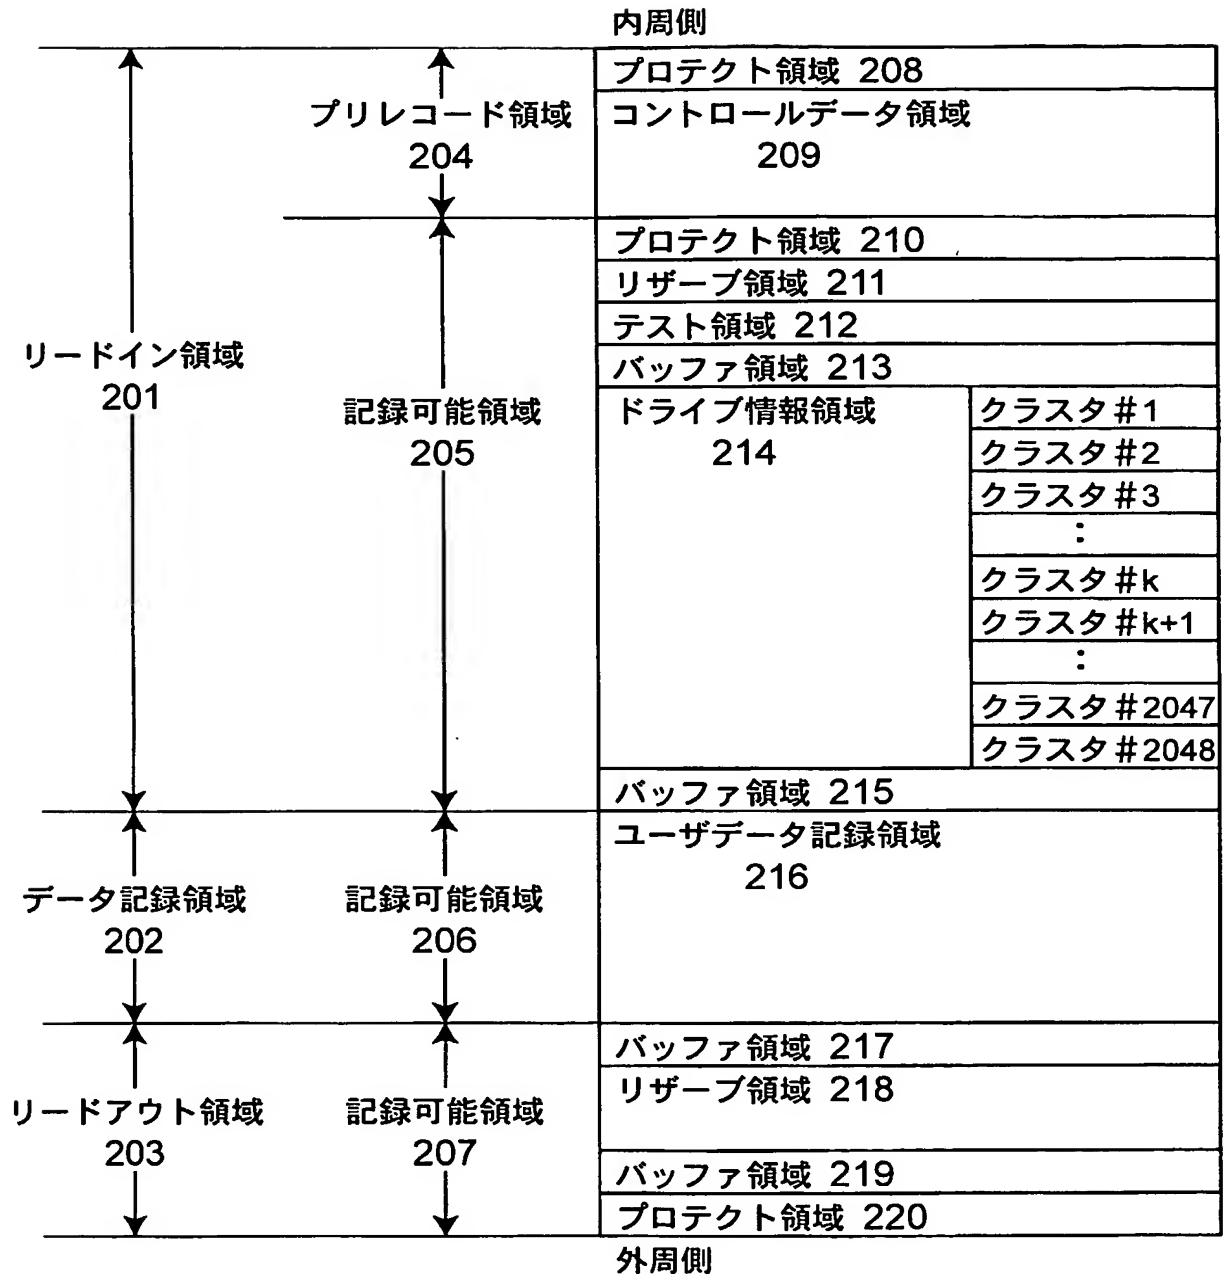 内周側
プロテクト領域 208
プリレコード領域
204
コントロールデータ領域
209
プロテクト領域 210
リザーブ領域 211
テスト領域 212
バッファ領域 213
リードイン領域
201
記録可能領域
205
ドライブ情報領域
214
クラスタ#1
クラスタ#2
クラスタ#3
:
クラスタ#k
クラスタ#k+1
:
クラスタ#2047
クラスタ#2048
バッファ領域 215
ユーザデータ記録領域
216
データ記録領域
202
記録可能領域
206
バッファ領域 217
リザーブ領域 218
リードアウト領域
203
記録可能領域
207
バッファ領域 219
プロテクト領域 220
外周側